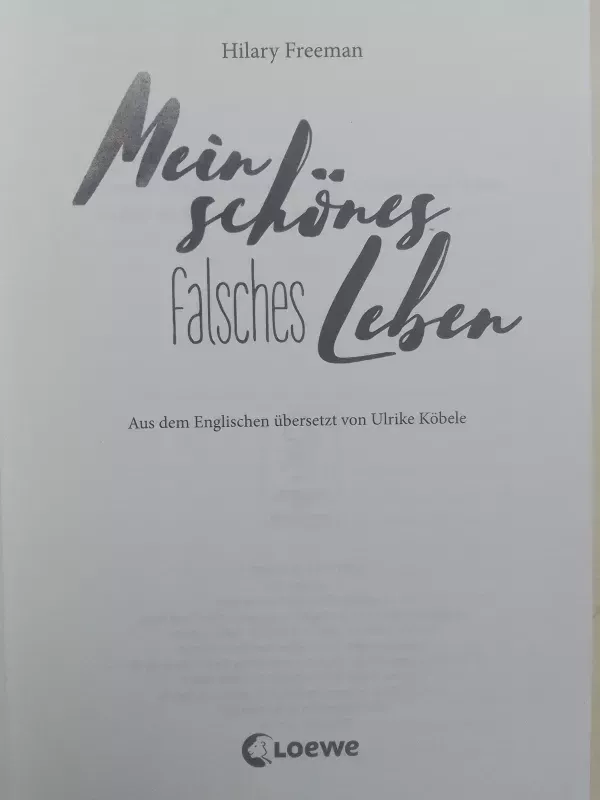 Hilary Freeman
Mein
schönes
falsches Leben
Aus dem Englischen übersetzt von Ulrike Köbele
Loewe